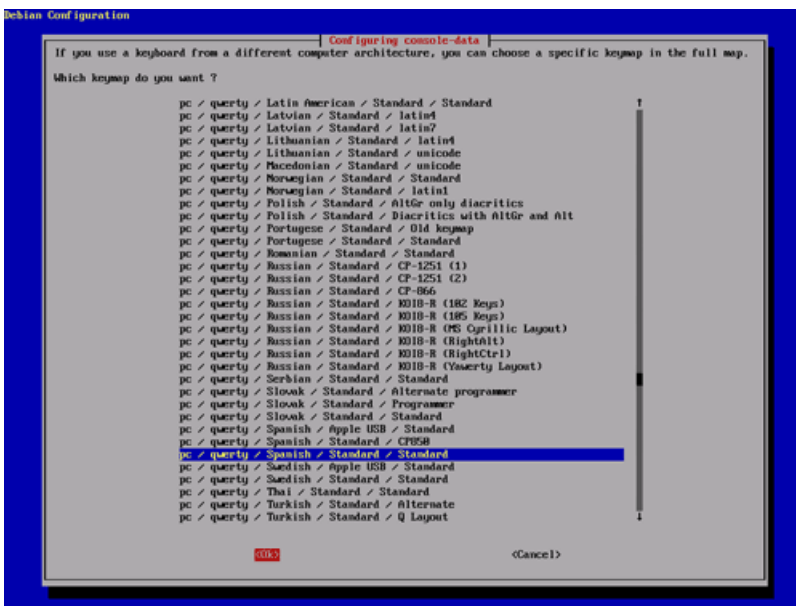 Debian Configuration
Configuring console-data
If you use a keyboard from a different computer architecture, you can choose a specific keymap in the full map.
Which keymap do you want ?
pc / qwerty / Latin American / Standard / Standard
pc / qwerty / Latvian / Standard / latin4
pc / qwerty / Latvian / Standard / latin7
pc / qwerty / Lithuanian / Standard / latin4
pc / qwerty / Lithuanian / Standard / unicode
pc / qwerty / Macedonian / Standard / unicode
pc / qwerty / Norwegian / Standard / Standard
pc / qwerty / Norwegian / Standard / latin1
pc / qwerty / Polish / Standard / AltGr only diacritics
pc / qwerty / Polish / Standard / Diacritics with AltGr and Alt
pc / qwerty / Portugese / Standard / Old keymap
pc / qwerty / Portugese / Standard / Standard
pc / qwerty / Romanian / Standard / Standard
pc / qwerty / Russian / Standard / CP-1251 (1)
pc / qwerty / Russian / Standard / CP-1251 (2)
pc / qwerty / Russian / Standard / CP-866
pc / qwerty / Russian / Standard / KOI8-R (102 Keys)
pc / qwerty / Russian / Standard / KOI8-R (105 Keys)
pc / qwerty / Russian / Standard / KOI8-R (MS Cyrillic Layout)
pc / qwerty / Russian / Standard / KOI8-R (RightAlt)
pc / qwerty / Russian / Standard / KOI8-R (RightCtrl)
pc / qwerty / Russian / Standard / KOI8-R (Yawerty Layout)
pc / qwerty / Serbian / Standard / Standard
pc / qwerty / Slovak / Standard / Alternate programmer
pc / qwerty / Slovak / Standard / Programmer
pc / qwerty / Slovak / Standard / Standard
pc / qwerty / Spanish / Apple USB / Standard
pc / qwerty / Spanish / Standard / CP850
pc / qwerty / Spanish / Standard / Standard
pc / qwerty / Swedish / Apple USB / Standard
pc / qwerty / Swedish / Standard / Standard
pc / qwerty / Thai / Standard / Standard
pc / qwerty / Turkish / Standard / Alternate
pc / qwerty / Turkish / Standard / Q Layout
<Ok> <Cancel>